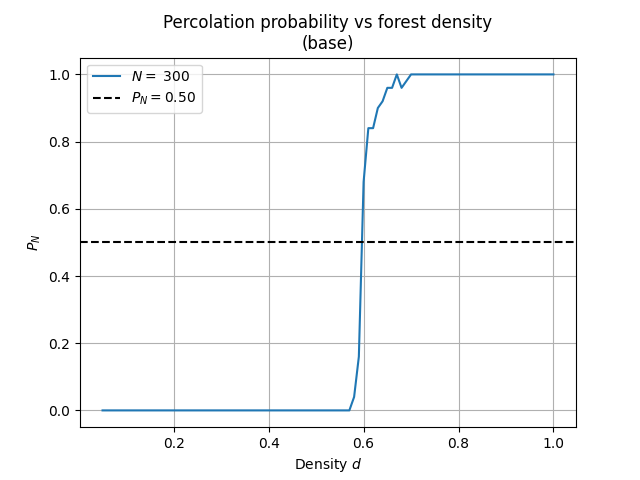 Percolation probability vs forest density
(base)
N = 300
P_N = 0.50
P_N
1.0
0.8
0.6
0.4
0.2
0.0
0.2 0.4 0.6 0.8 1.0
Density d